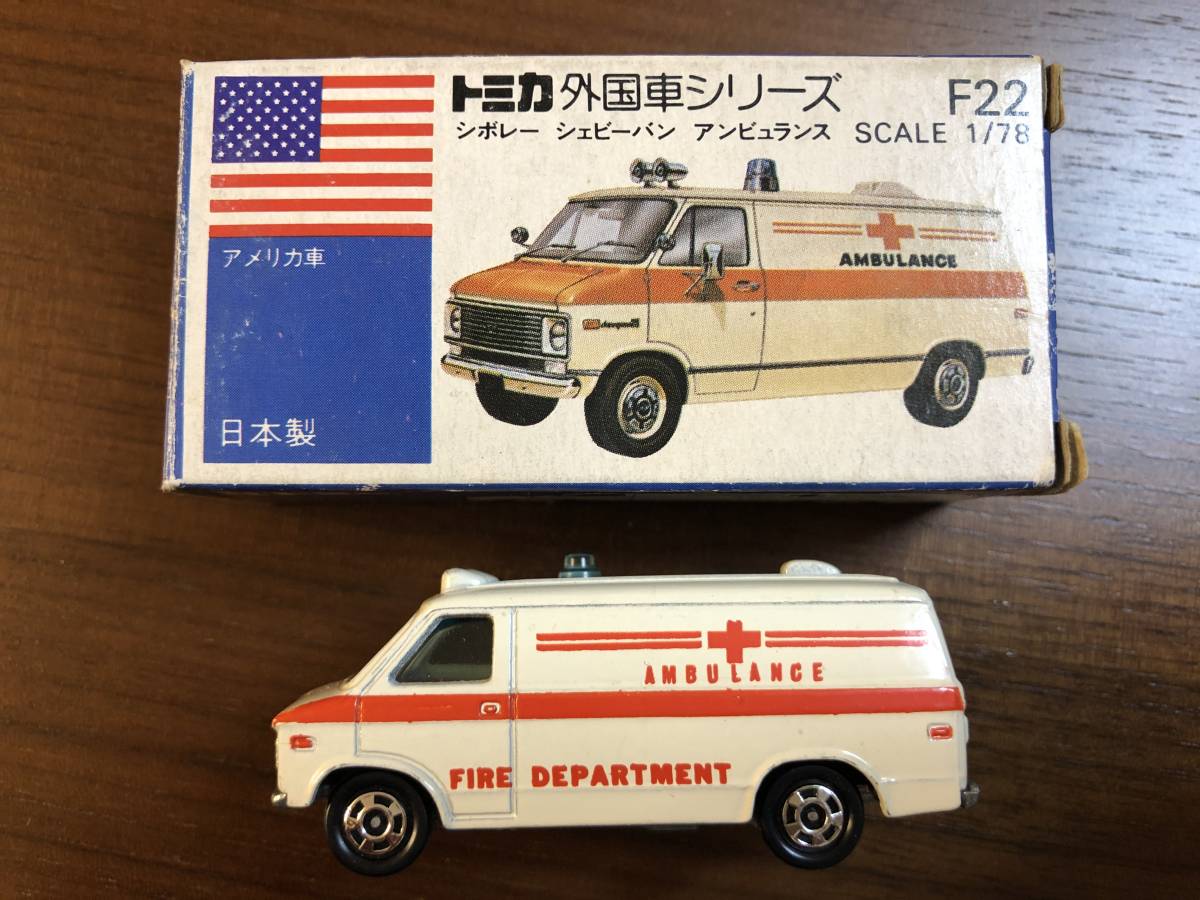 トミカ 外国車シリーズ F22
シボレー シェビーバン アンビュランス SCALE 1/78
アメリカ車
AMBULANCE
日本製
AMBULANCE
FIRE DEPARTMENT